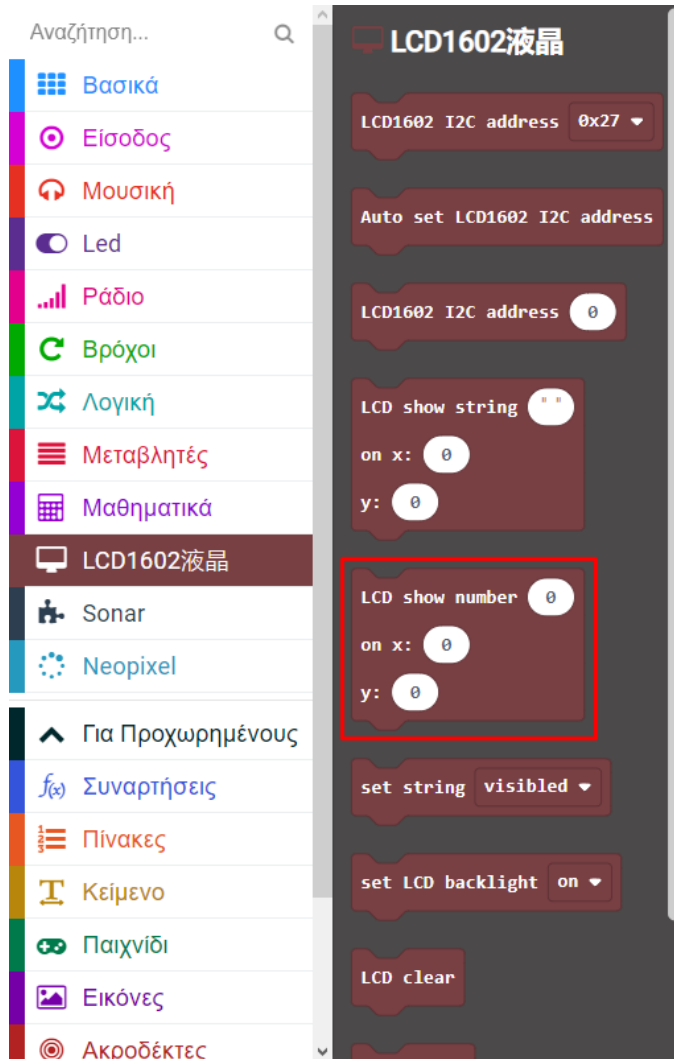 Αναζήτηση...
Βασικά
Είσοδος
Μουσική
Led
Ράδιο
Βρόχοι
Λογική
Μεταβλητές
Μαθηματικά
LCD1602液晶
Sonar
Neopixel
Για Προχωρημένους
f(x) Συναρτήσεις
Πίνακες
Κείμενο
Παιχνίδι
Εικόνες
Ακροδέκτες
LCD1602液晶
LCD1602 I2C address 0x27
Auto set LCD1602 I2C address
LCD1602 I2C address 0
LCD show string " "
on x: 0
y: 0
LCD show number 0
on x: 0
y: 0
set string visibled
set LCD backlight on
LCD clear